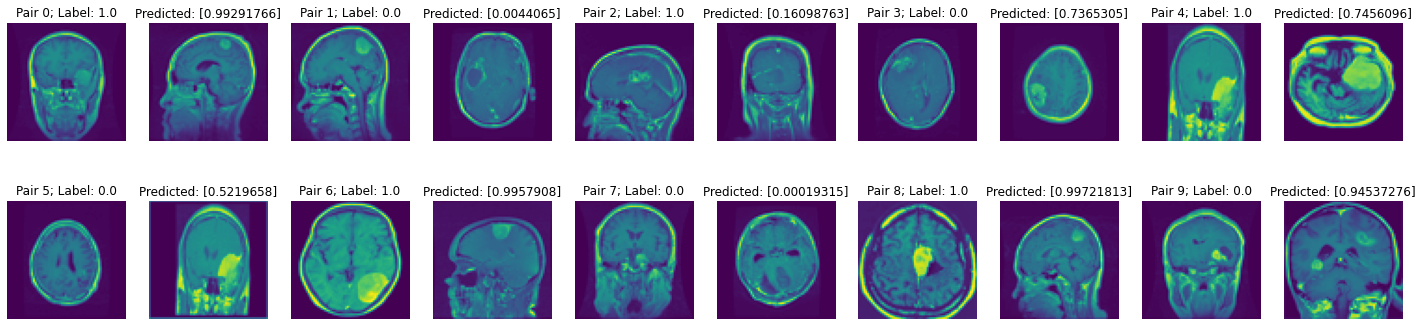 Pair 0; Label: 1.0 Predicted: [0.99291766] Pair 1; Label: 0.0 Predicted: [0.0044065] Pair 2; Label: 1.0 Predicted: [0.16098763] Pair 3; Label: 0.0 Predicted: [0.7365305] Pair 4; Label: 1.0 Predicted: [0.7456096]
Pair 5; Label: 0.0 Predicted: [0.5219658] Pair 6; Label: 1.0 Predicted: [0.9957908] Pair 7; Label: 0.0 Predicted: [0.00019315] Pair 8; Label: 1.0 Predicted: [0.99721813] Pair 9; Label: 0.0 Predicted: [0.94537276]